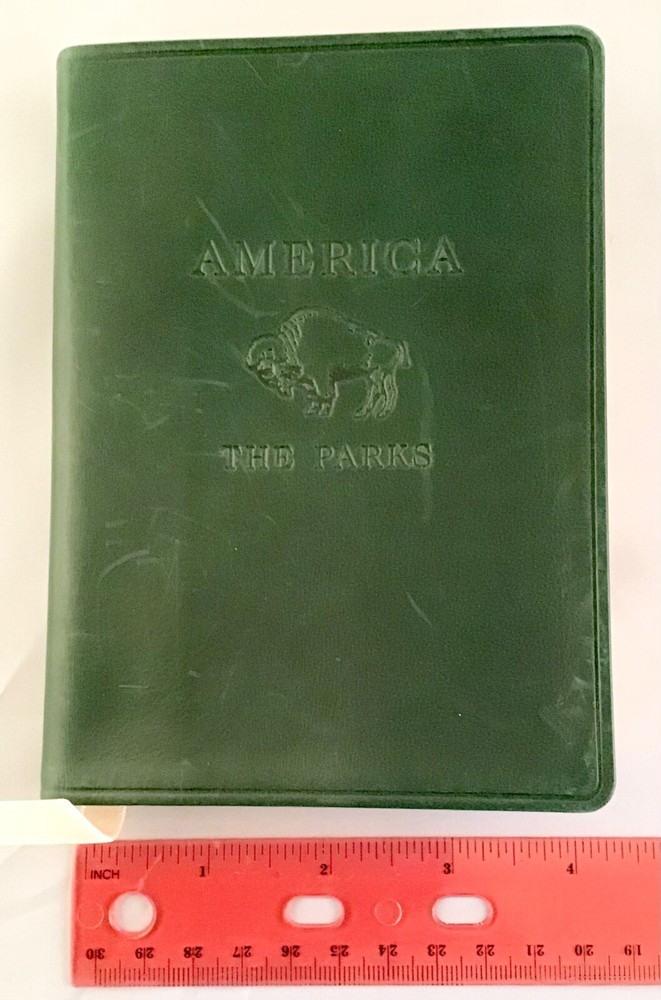 AMERICA
THE PARKS
INCH 1 2 3 4
30 29 28 27 26 25 24 23 22 21 20 19